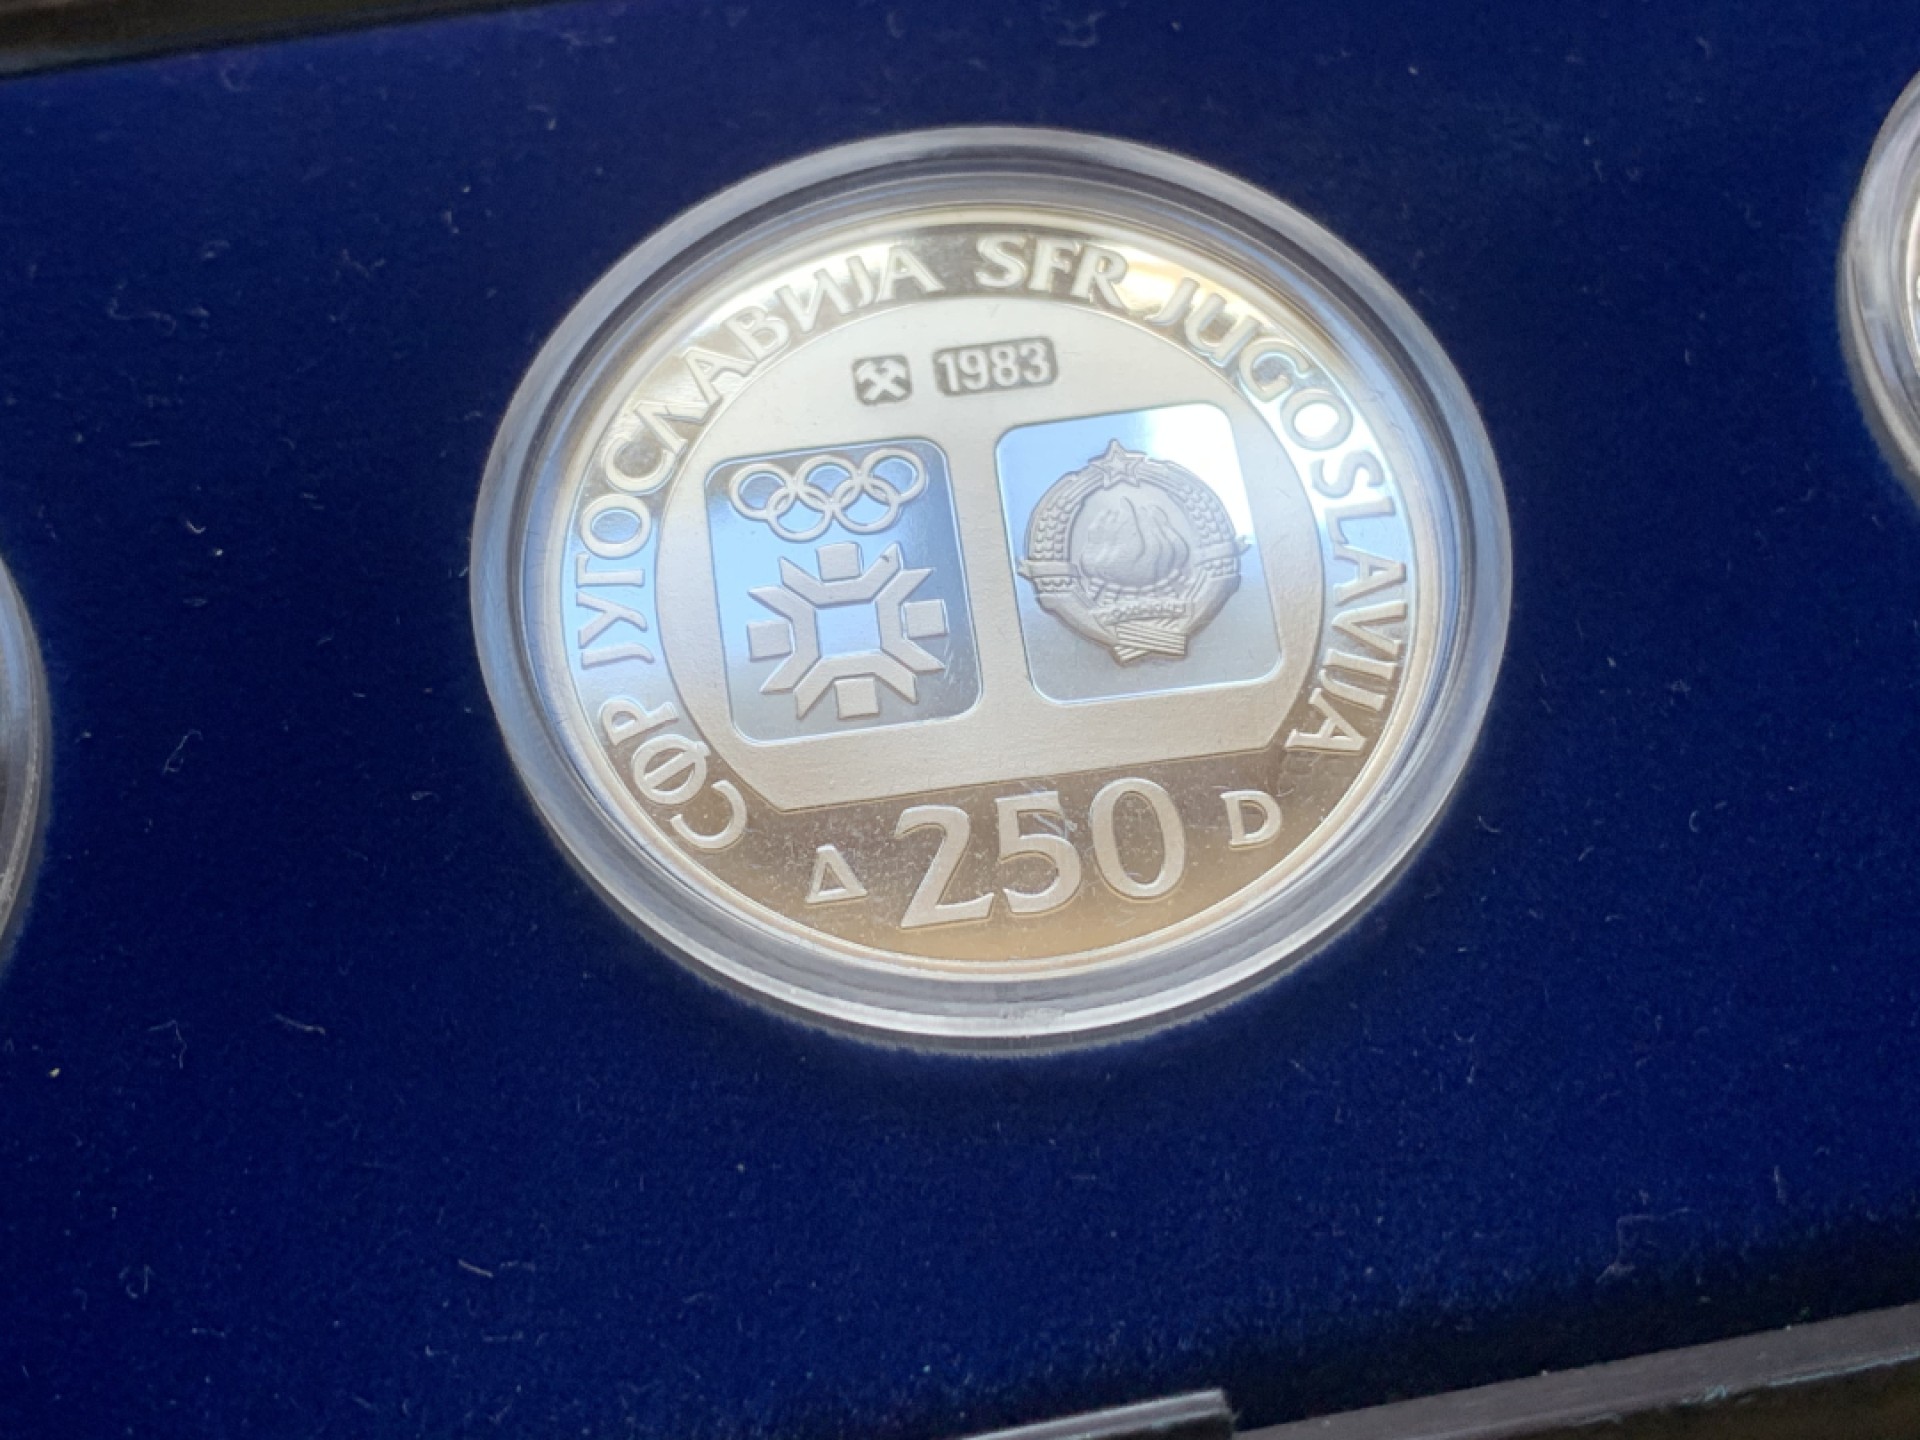 СФР ЈУГОСЛАВИЈА SFR JUGOSLAVIJA
1983
Д 250 D